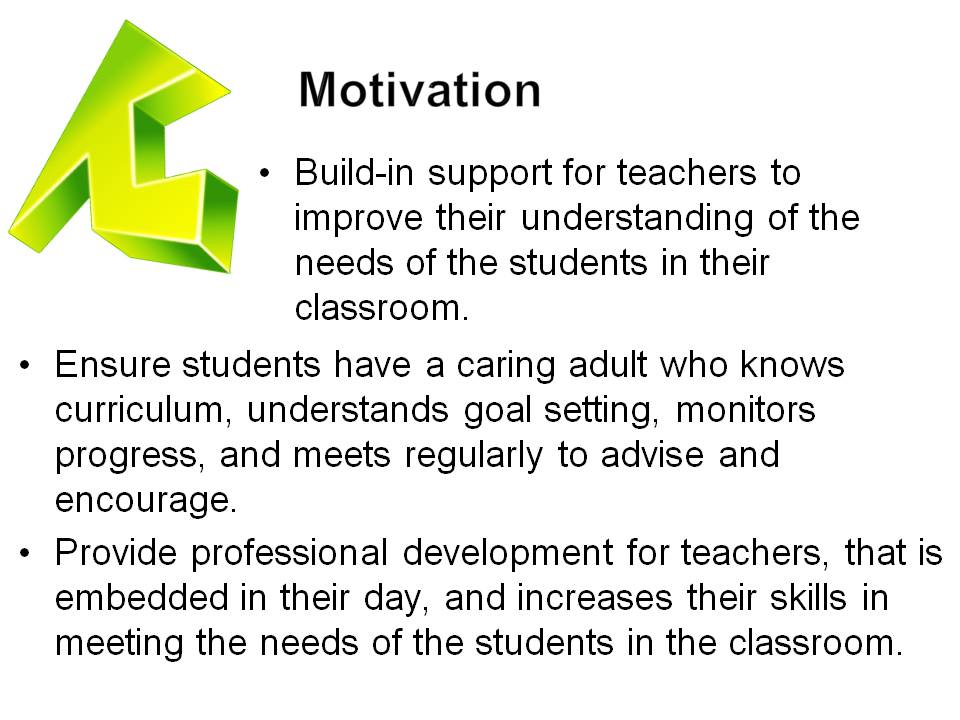 Motivation
• Build-in support for teachers to
improve their understanding of the
needs of the students in their
classroom.
• Ensure students have a caring adult who knows
curriculum, understands goal setting, monitors
progress, and meets regularly to advise and
encourage.
• Provide professional development for teachers, that is
embedded in their day, and increases their skills in
meeting the needs of the students in the classroom.